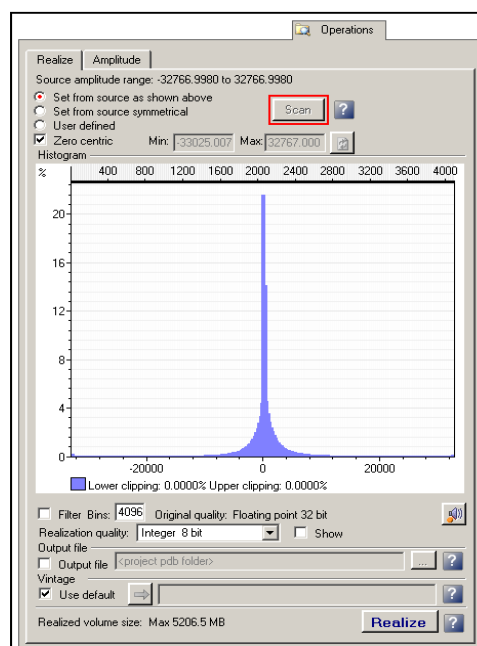 Operations
Realize Amplitude
Source amplitude range: -32766.9980 to 32766.9980
Set from source as shown above
Set from source symmetrical
User defined
Scan ?
Zero centric Min: -33025.007 Max: 32767.000
Histogram
% 400 800 1200 1600 2000 2400 2800 3200 3600 4000
20
16
12
8
4
0
-20000 0 20000
Lower clipping: 0.0000% Upper clipping: 0.0000%
Filter Bins: 4096 Original quality: Floating point 32 bit
Realization quality: Integer 8 bit Show
Output file
Output file <project pdb folder> ... ?
Vintage
Use default ?
Realized volume size: Max 5206.5 MB Realize ?